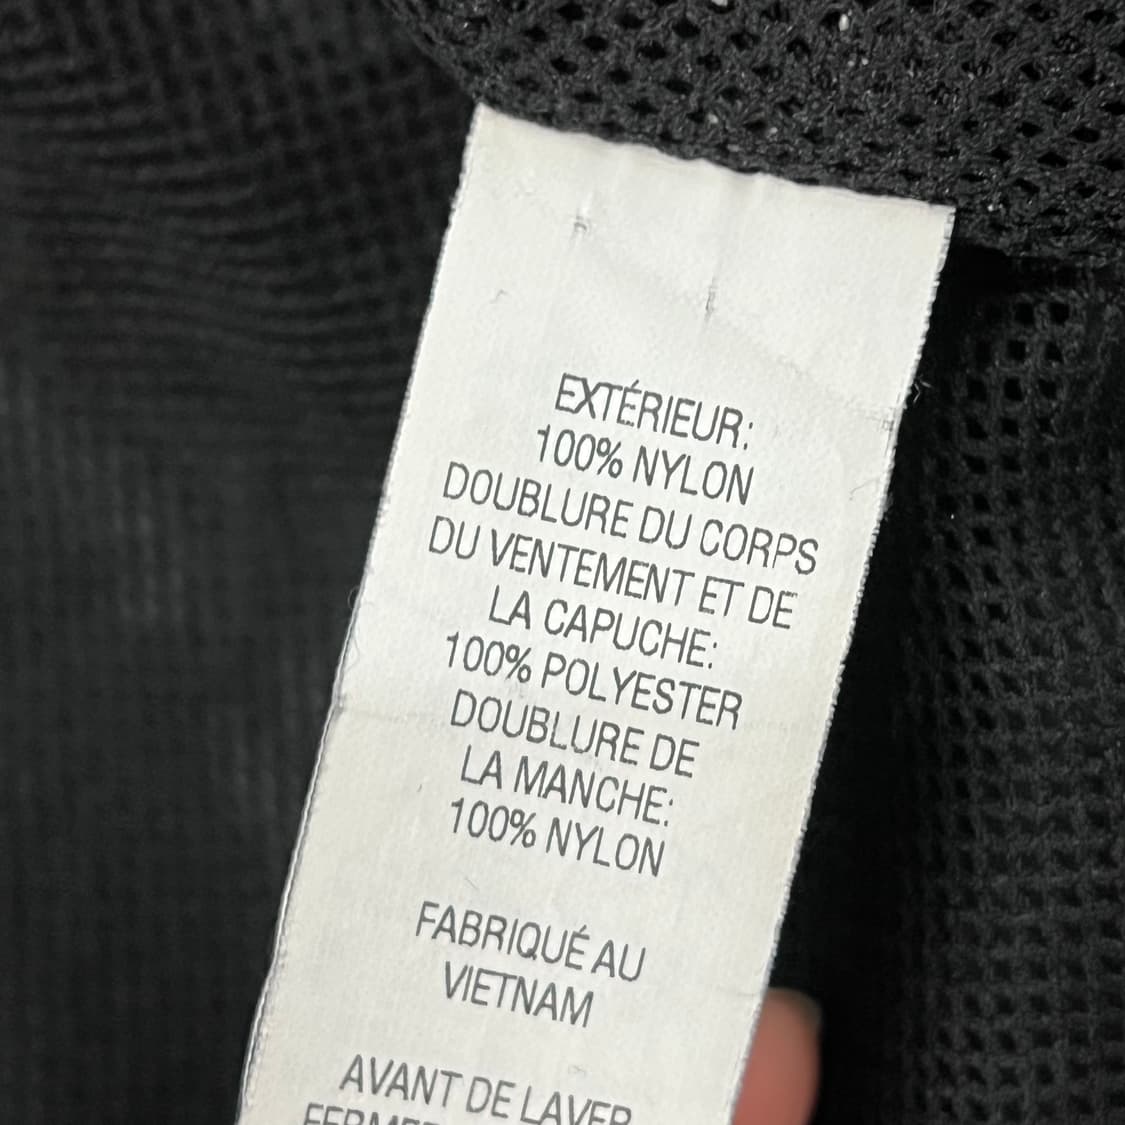 EXTÉRIEUR:
100% NYLON
DOUBLURE DU CORPS
DU VENTEMENT ET DE
LA CAPUCHE:
100% POLYESTER
DOUBLURE DE
LA MANCHE:
100% NYLON
FABRIQUÉ AU
VIETNAM
AVANT DE LAVER